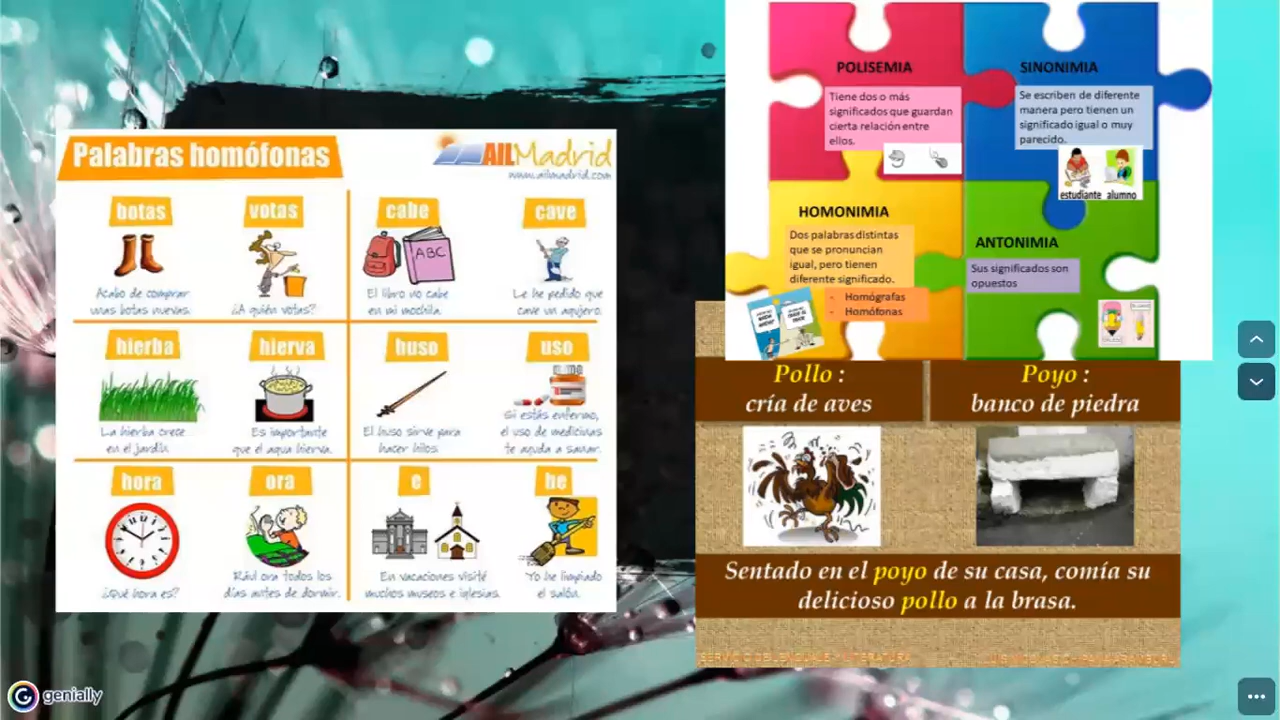 Palabras homófonas
AILMadrid
www.ailmadrid.com
botas
votas
cabe
cave
ABC
Acabo de comprar
unas botas nuevas.
¿A quién votas?
El libro no cabe
en mi mochila.
Le he pedido que
cave un agujero.
hierba
hierva
huso
uso
La hierba crece
en el jardín.
Es importante
que el agua hierva.
El huso sirve para
hacer hilos.
Si estás enfermo,
el uso de medicinas
te ayuda a sanar.
hora
ora
e
he
¿Qué hora es?
Raúl ora todos los
días antes de dormir.
En vacaciones visité
muchos museos e iglesias.
Yo he limpiado
el salón.
POLISEMIA
Tiene dos o más
significados que guardan
cierta relación entre
ellos.
SINONIMIA
Se escriben de diferente
manera pero tienen un
significado igual o muy
parecido.
estudiante alumno
HOMONIMIA
Dos palabras distintas
que se pronuncian
igual, pero tienen
diferente significado.
- Homógrafas
- Homófonas
ANTONIMIA
Sus significados son
opuestos
Pollo :
cría de aves
Poyo :
banco de piedra
Sentado en el poyo de su casa, comía su
delicioso pollo a la brasa.
genially